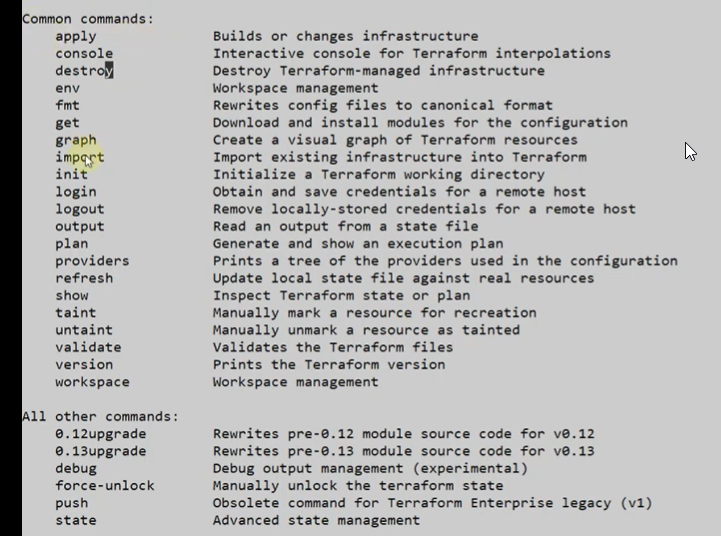 Common commands:
    apply              Builds or changes infrastructure
    console            Interactive console for Terraform interpolations
    destroy            Destroy Terraform-managed infrastructure
    env                Workspace management
    fmt                Rewrites config files to canonical format
    get                Download and install modules for the configuration
    graph              Create a visual graph of Terraform resources
    import             Import existing infrastructure into Terraform
    init               Initialize a Terraform working directory
    login              Obtain and save credentials for a remote host
    logout             Remove locally-stored credentials for a remote host
    output             Read an output from a state file
    plan               Generate and show an execution plan
    providers          Prints a tree of the providers used in the configuration
    refresh            Update local state file against real resources
    show               Inspect Terraform state or plan
    taint              Manually mark a resource for recreation
    untaint            Manually unmark a resource as tainted
    validate           Validates the Terraform files
    version            Prints the Terraform version
    workspace          Workspace management

All other commands:
    0.12upgrade        Rewrites pre-0.12 module source code for v0.12
    0.13upgrade        Rewrites pre-0.13 module source code for v0.13
    debug              Debug output management (experimental)
    force-unlock       Manually unlock the terraform state
    push               Obsolete command for Terraform Enterprise legacy (v1)
    state              Advanced state management